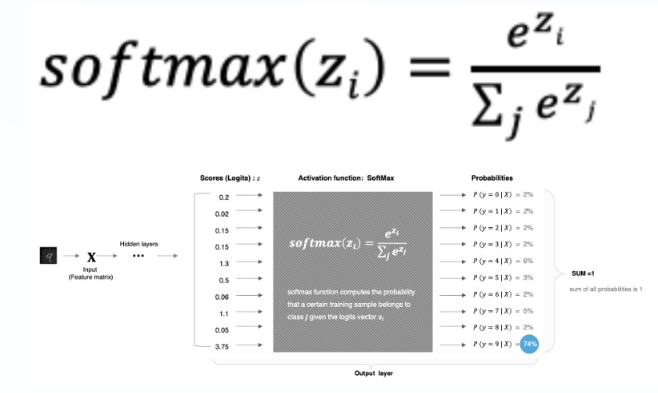 softmax(z_i) = e^{z_i} / Σ_j e^{z_j}
Scores (Logits) : z
Activation function: SoftMax
Probabilities
0.2
0.02
0.15
0.15
1.3
0.5
0.06
1.1
0.05
3.75
Hidden layers
...
X
Input
(Feature matrix)
softmax(z_i) = e^{z_i} / Σ_j e^{z_j}
softmax function computes the probability
that a certain training sample belongs to
class j given the logits vector z_i
P (y = 0 | X) = 2%
P (y = 1 | X) = 2%
P (y = 2 | X) = 2%
P (y = 3 | X) = 2%
P (y = 4 | X) = 6%
P (y = 5 | X) = 3%
P (y = 6 | X) = 2%
P (y = 7 | X) = 5%
P (y = 8 | X) = 2%
P (y = 9 | X) = 74%
SUM =1
sum of all probabilities is 1
Output layer